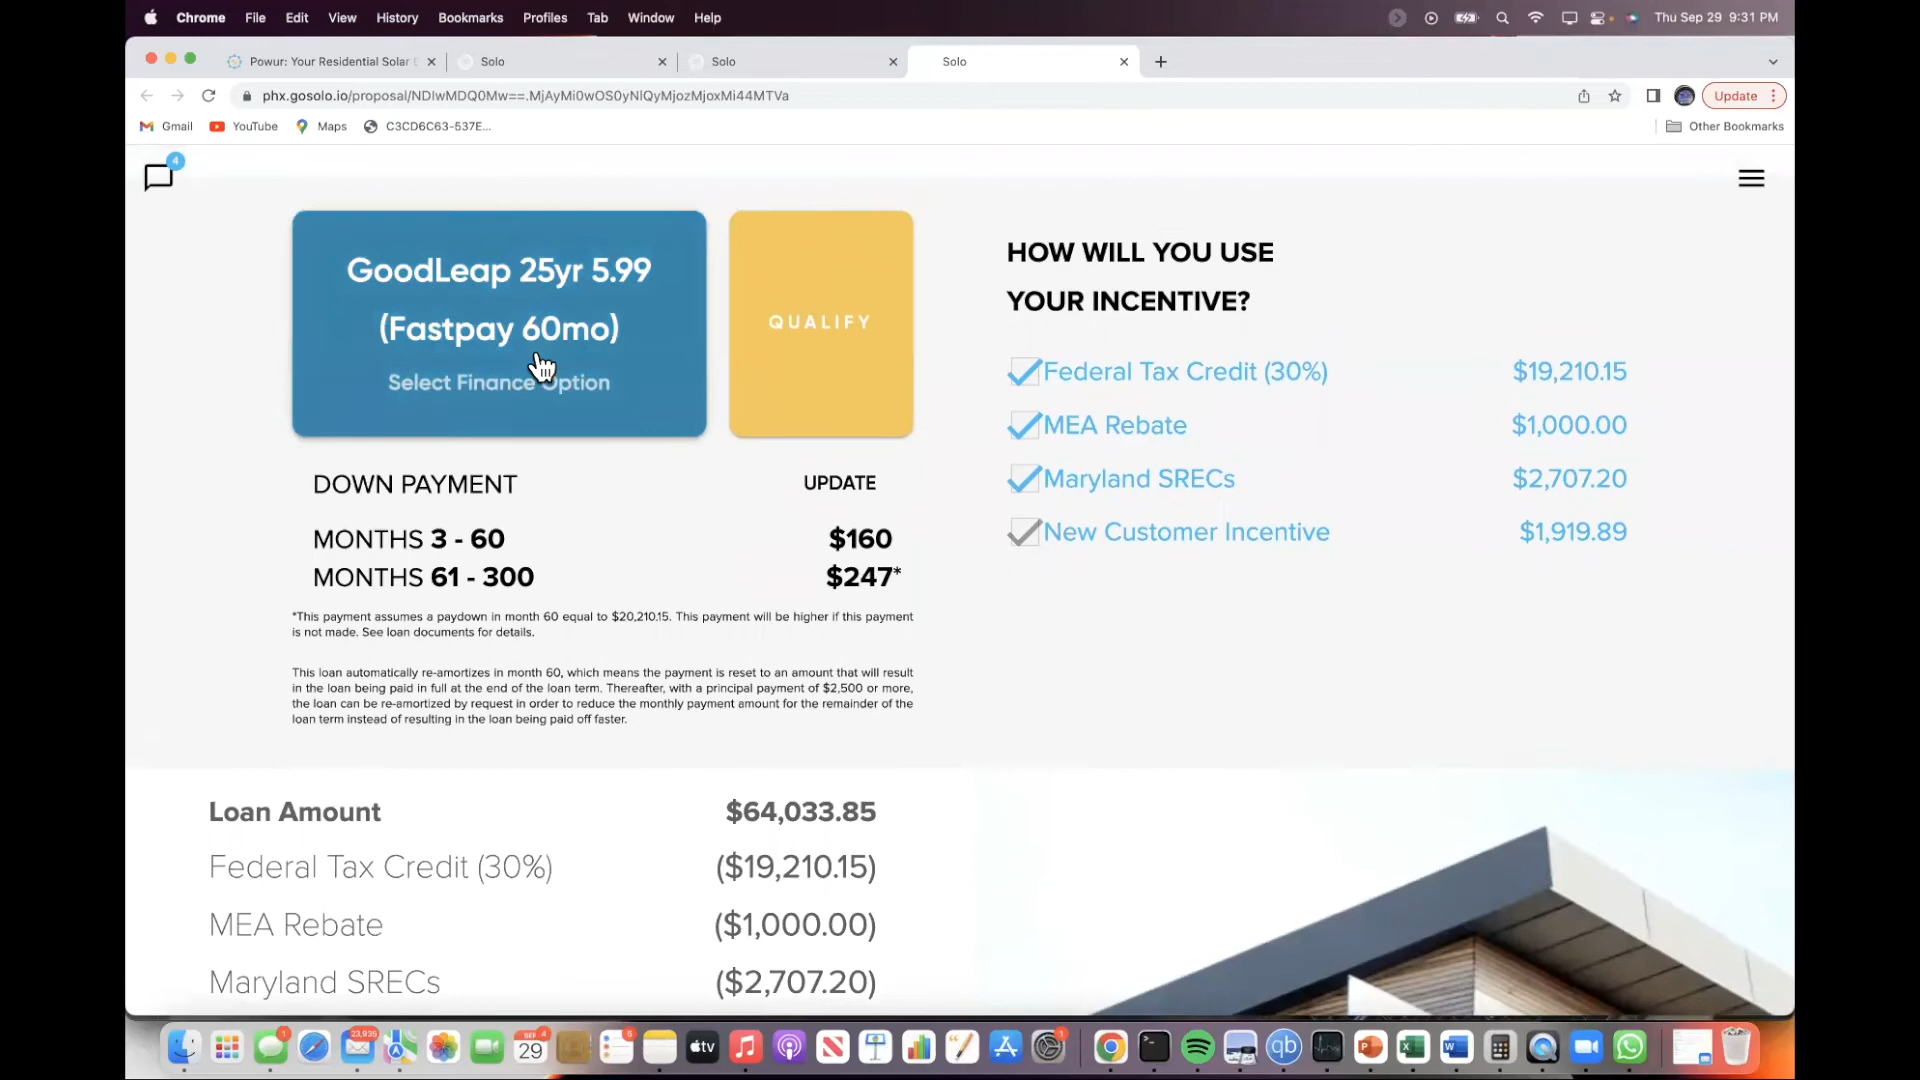 Chrome File Edit View History Bookmarks Profiles Tab Window Help Thu Sep 29 9:31 PM
Powur: Your Residential Solar Solo Solo Solo
phx.gosolo.io/proposal/NDIwMDQ0Mw==.MjAyMi0wOS0yNlQyMjozMjoxMi44MTVa Update
Gmail YouTube Maps C3CD6C63-537E... Other Bookmarks
4
GoodLeap 25yr 5.99
(Fastpay 60mo)
Select Finance Option
QUALIFY
DOWN PAYMENT UPDATE
MONTHS 3 - 60 $160
MONTHS 61 - 300 $247*
*This payment assumes a paydown in month 60 equal to $20,210.15. This payment will be higher if this payment
is not made. See loan documents for details.
This loan automatically re-amortizes in month 60, which means the payment is reset to an amount that will result
in the loan being paid in full at the end of the loan term. Thereafter, with a principal payment of $2,500 or more,
the loan can be re-amortized by request in order to reduce the monthly payment amount for the remainder of the
loan term instead of resulting in the loan being paid off faster.
HOW WILL YOU USE
YOUR INCENTIVE?
Federal Tax Credit (30%) $19,210.15
MEA Rebate $1,000.00
Maryland SRECs $2,707.20
New Customer Incentive $1,919.89
Loan Amount $64,033.85
Federal Tax Credit (30%) ($19,210.15)
MEA Rebate ($1,000.00)
Maryland SRECs ($2,707.20)
1 23,935 SEP 4 29 6 tv 1 qb P X W